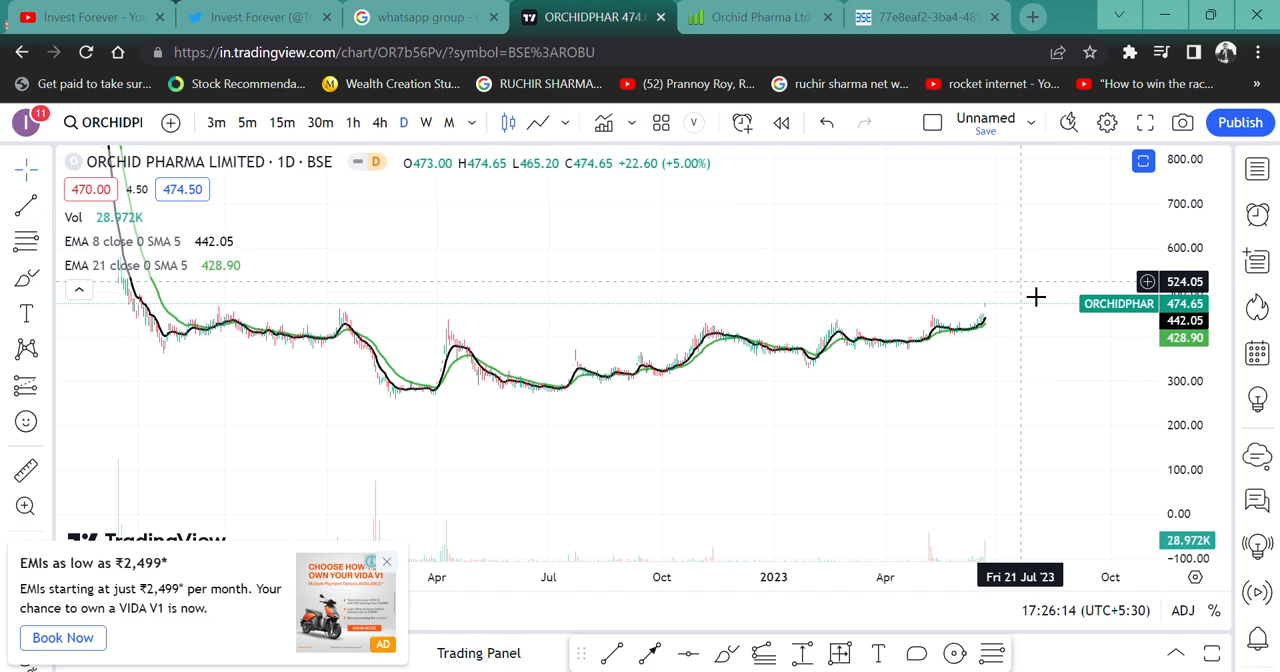 Invest Forever - Yo
Invest Forever (@T
whatsapp group - 
ORCHIDPHAR 474.
Orchid Pharma Ltd
77e8eaf2-3ba4-481
https://in.tradingview.com/chart/OR7b56Pv/?symbol=BSE%3AROBU
Get paid to take sur...
Stock Recommenda...
Wealth Creation Stu...
RUCHIR SHARMA...
(52) Prannoy Roy, R...
ruchir sharma net w...
rocket internet - Yo...
"How to win the rac...
»
I
11
ORCHIDPI
3m 5m 15m 30m 1h 4h D W M
V
Unnamed
Save
Publish
O ORCHID PHARMA LIMITED · 1D · BSE
D
O473.00 H474.65 L465.20 C474.65 +22.60 (+5.00%)
470.00 4.50 474.50
Vol 28.972K
EMA 8 close 0 SMA 5 442.05
EMA 21 close 0 SMA 5 428.90
800.00
700.00
600.00
524.05
ORCHIDPHAR 474.65
442.05
428.90
300.00
200.00
100.00
0.00
28.972K
-100.00
TradingView
EMIs as low as ₹2,499*
EMIs starting at just ₹2,499* per month. Your
chance to own a VIDA V1 is now.
Book Now
CHOOSE HOW
OWN YOUR VIDA V1
AD
Apr
Jul
Oct
2023
Apr
Fri 21 Jul '23
Oct
17:26:14 (UTC+5:30)
ADJ
%
Trading Panel